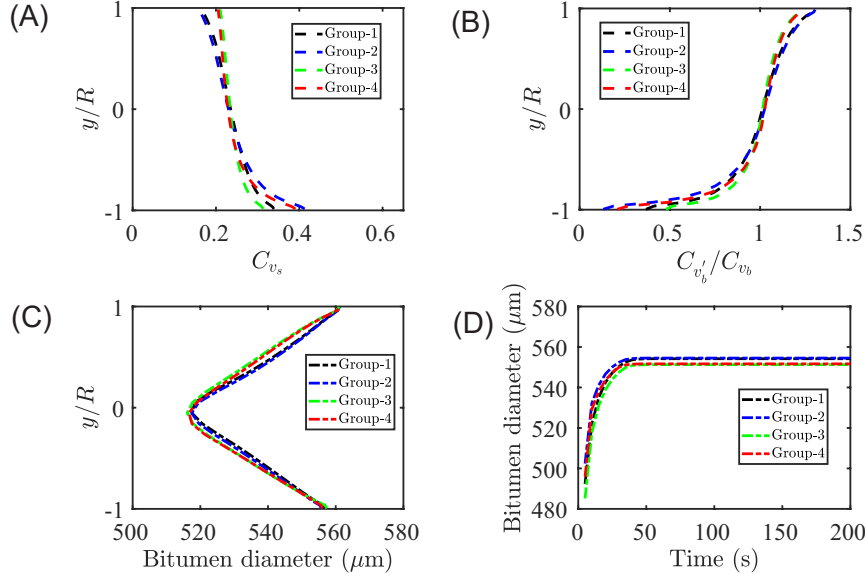 (A)
1
0
-1
y/R
0
0.2
0.4
0.6
C_{v_s}
Group-1
Group-2
Group-3
Group-4
(B)
1
0
-1
y/R
0
0.5
1
1.5
C_{v_b'}/C_{v_b}
Group-1
Group-2
Group-3
Group-4
(C)
1
0
-1
y/R
500
520
540
560
580
Bitumen diameter (μm)
Group-1
Group-2
Group-3
Group-4
(D)
580
560
540
520
500
480
Bitumen diameter (μm)
0
50
100
150
200
Time (s)
Group-1
Group-2
Group-3
Group-4